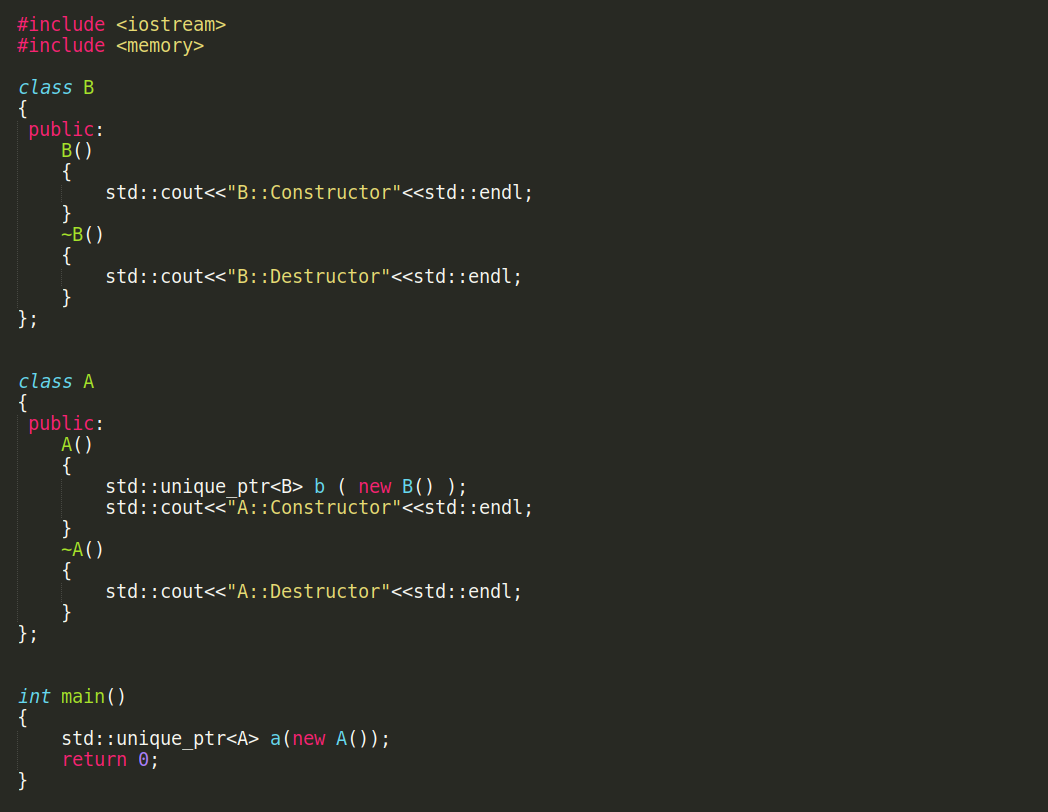 #include <iostream>
#include <memory>

class B
{
 public:
    B()
    {
        std::cout<<"B::Constructor"<<std::endl;
    }
    ~B()
    {
        std::cout<<"B::Destructor"<<std::endl;
    }
};


class A
{
 public:
    A()
    {
        std::unique_ptr<B> b ( new B() );
        std::cout<<"A::Constructor"<<std::endl;
    }
    ~A()
    {
        std::cout<<"A::Destructor"<<std::endl;
    }
};


int main()
{
    std::unique_ptr<A> a(new A());
    return 0;
}